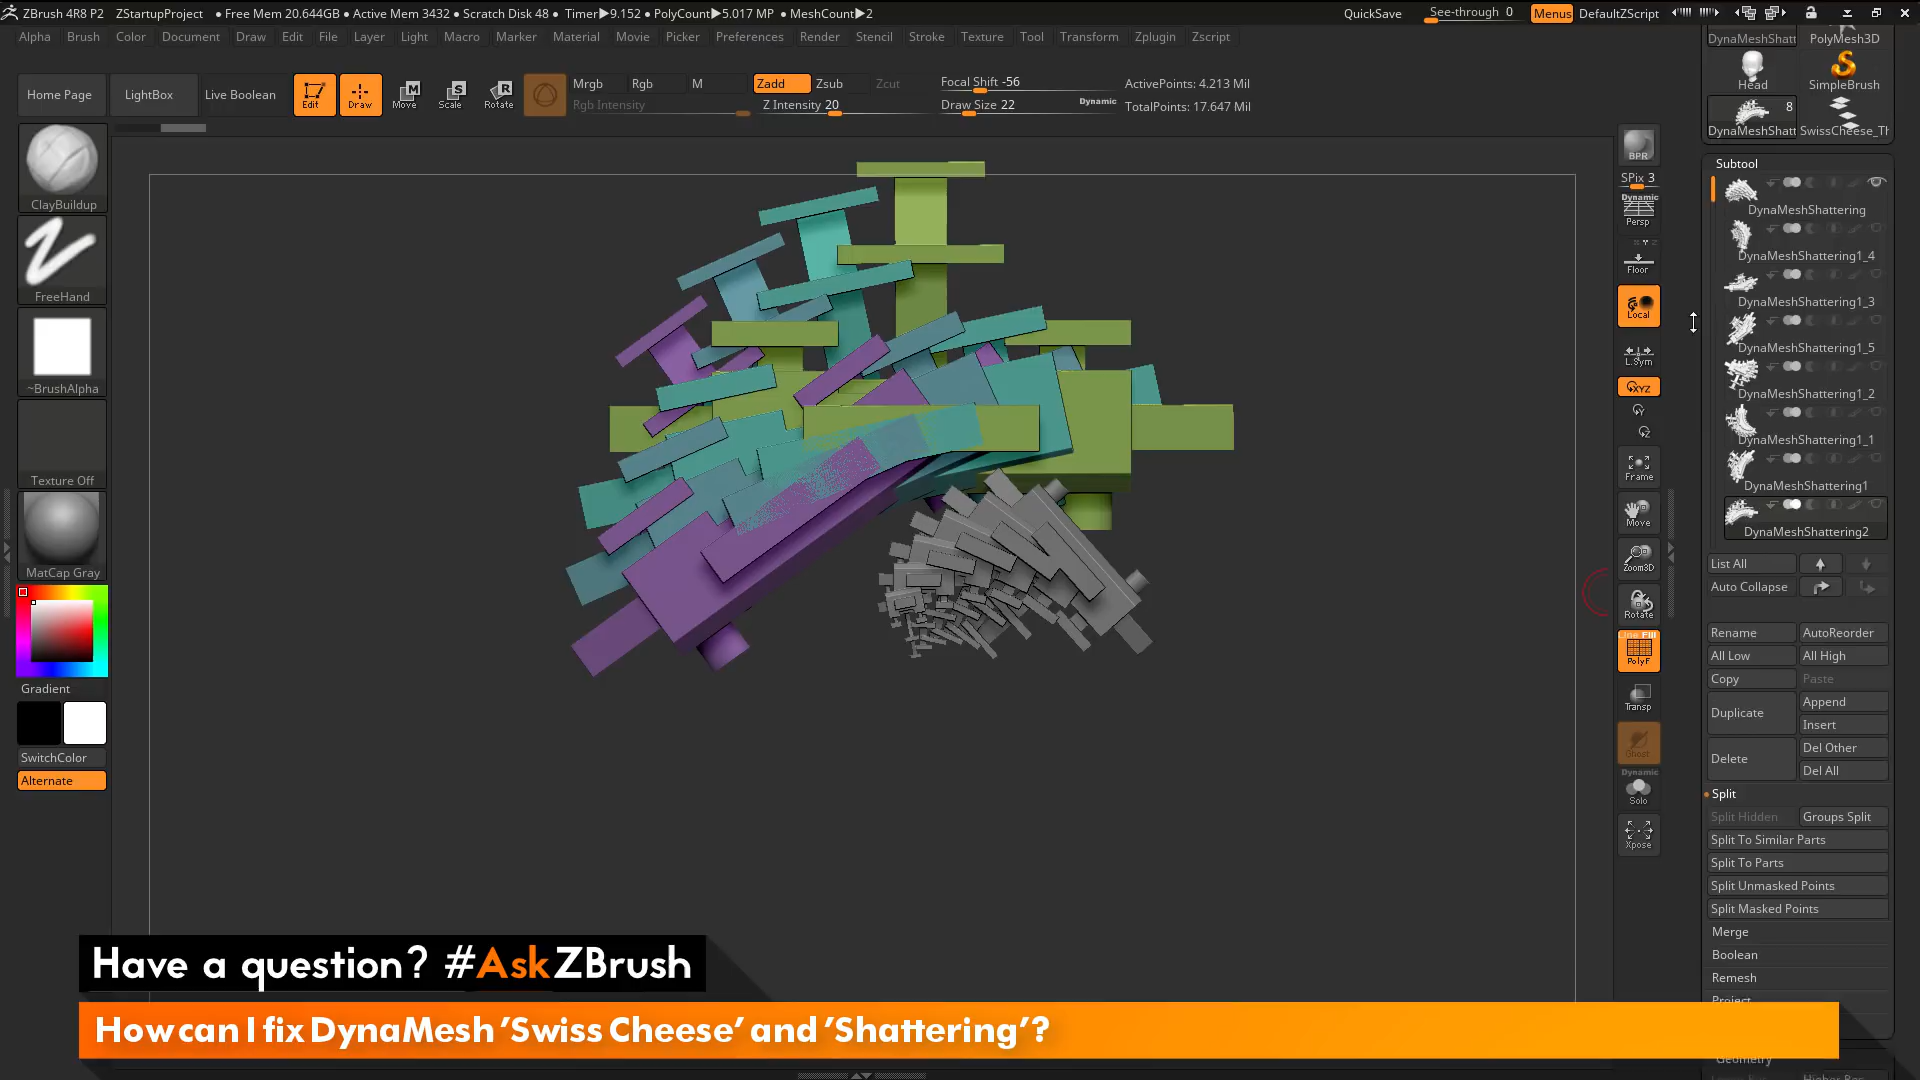 ZBrush 4R8 P2 ZStartupProject • Free Mem 20.644GB • Active Mem 3432 • Scratch Disk 48 • Timer▶9.152 • PolyCount▶5.017 MP • MeshCount▶2 QuickSave See-through 0 Menus DefaultZScript
Alpha Brush Color Document Draw Edit File Layer Light Macro Marker Material Movie Picker Preferences Render Stencil Stroke Texture Tool Transform Zplugin Zscript
Home Page LightBox Live Boolean Edit Draw Move Scale Rotate
Mrgb Rgb M Zadd Zsub Zcut Focal Shift -56 ActivePoints: 4.213 Mil
Rgb Intensity Z Intensity 20 Draw Size 22 Dynamic TotalPoints: 17.647 Mil
ClayBuildup
FreeHand
~BrushAlpha
Texture Off
MatCap Gray
Gradient
SwitchColor
Alternate
BPR
SPix 3
Dynamic
Persp
Floor
Local
L.Sym
XYZ
Frame
Move
Zoom3D
Rotate
Line Fill
PolyF
Transp
Ghost
Dynamic
Solo
Xpose
DynaMeshShatt PolyMesh3D
Head SimpleBrush
8
DynaMeshShatt SwissCheese_Th
Subtool
DynaMeshShattering
DynaMeshShattering1_4
DynaMeshShattering1_3
DynaMeshShattering1_5
DynaMeshShattering1_2
DynaMeshShattering1_1
DynaMeshShattering1
DynaMeshShattering2
List All
Auto Collapse
Rename AutoReorder
All Low All High
Copy Paste
Duplicate Append
Insert
Delete Del Other
Del All
Split
Split Hidden Groups Split
Split To Similar Parts
Split To Parts
Split Unmasked Points
Split Masked Points
Merge
Boolean
Remesh
Project
Geometry
Higher Res
Have a question? #AskZBrush
How can I fix DynaMesh 'Swiss Cheese' and 'Shattering'?